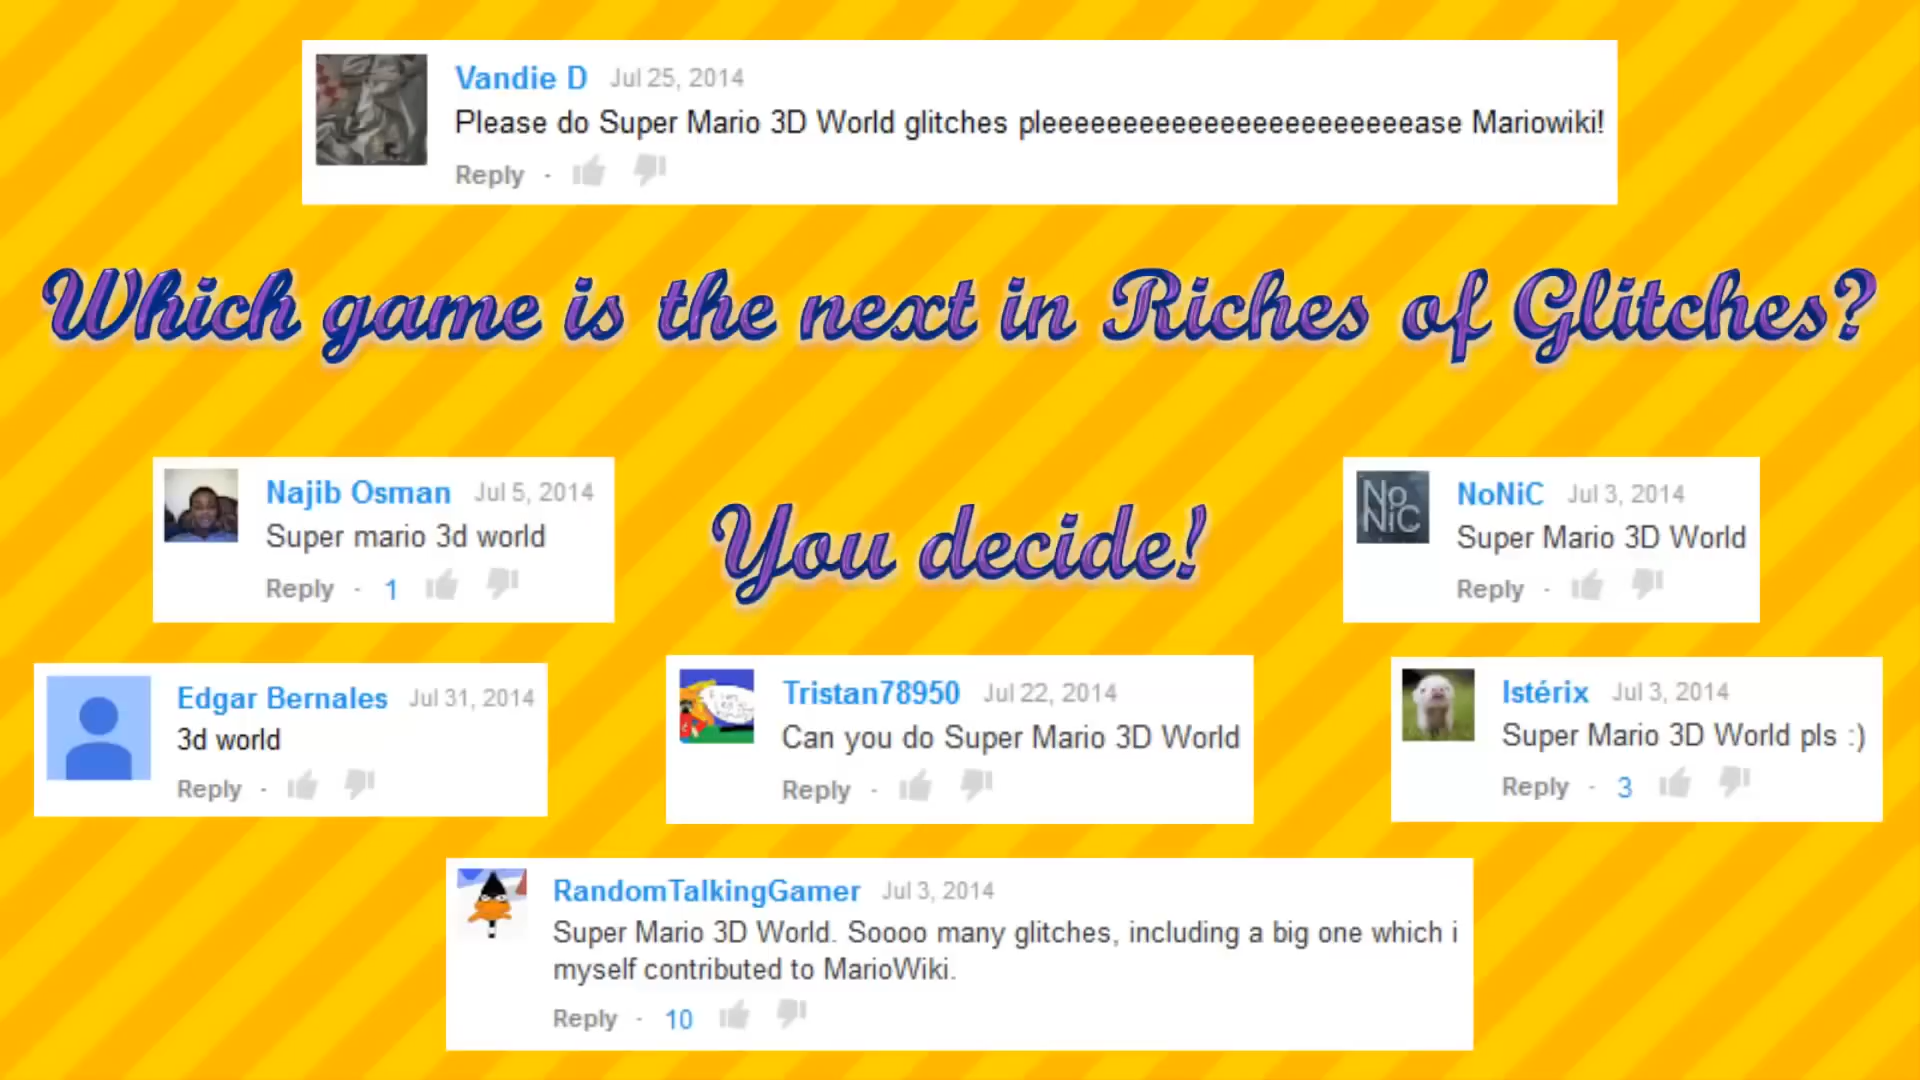 Vandie D Jul 25, 2014
Please do Super Mario 3D World glitches pleeeeeeeeeeeeeeeeeeeeeeease Mariowiki!
Reply ·
Which game is the next in Riches of Glitches?
Najib Osman Jul 5, 2014
Super mario 3d world
Reply · 1
You decide!
NoNiC
NoNiC Jul 3, 2014
Super Mario 3D World
Reply ·
Edgar Bernales Jul 31, 2014
3d world
Reply ·
Tristan78950 Jul 22, 2014
Can you do Super Mario 3D World
Reply ·
Istérix Jul 3, 2014
Super Mario 3D World pls :)
Reply · 3
RandomTalkingGamer Jul 3, 2014
Super Mario 3D World. Soooo many glitches, including a big one which i
myself contributed to MarioWiki.
Reply · 10